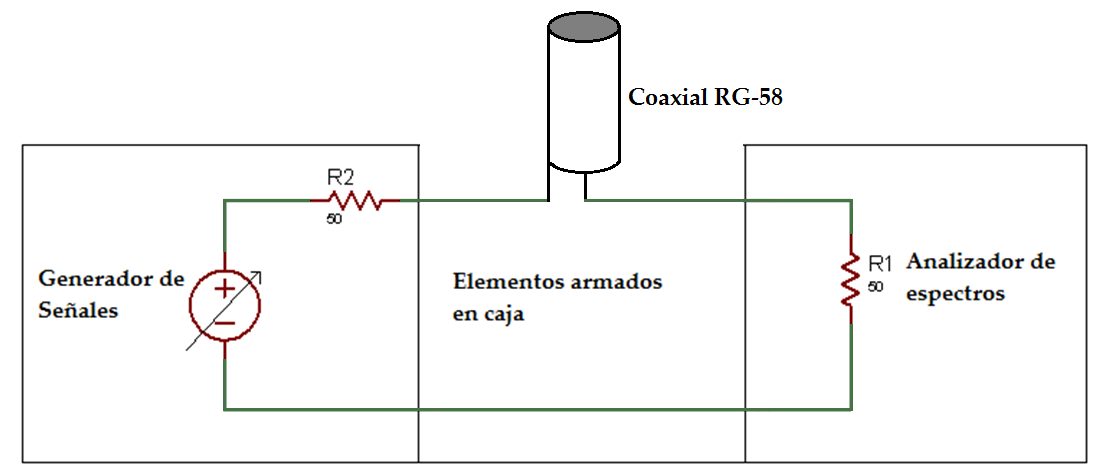 Coaxial RG-58
R2
50
Generador de
Señales
Elementos armados
en caja
R1
50
Analizador de
espectros